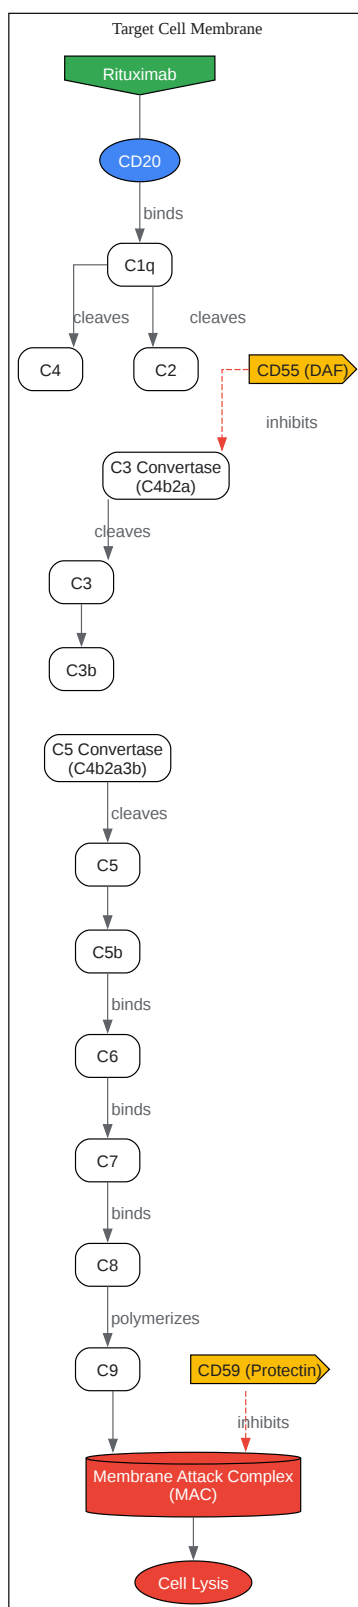 Target Cell Membrane
Rituximab
CD20
binds
C1q
cleaves
cleaves
C4
C2
CD55 (DAF)
inhibits
C3 Convertase
(C4b2a)
cleaves
C3
C3b
C5 Convertase
(C4b2a3b)
cleaves
C5
C5b
binds
C6
binds
C7
binds
C8
polymerizes
C9
CD59 (Protectin)
inhibits
Membrane Attack Complex
(MAC)
Cell Lysis